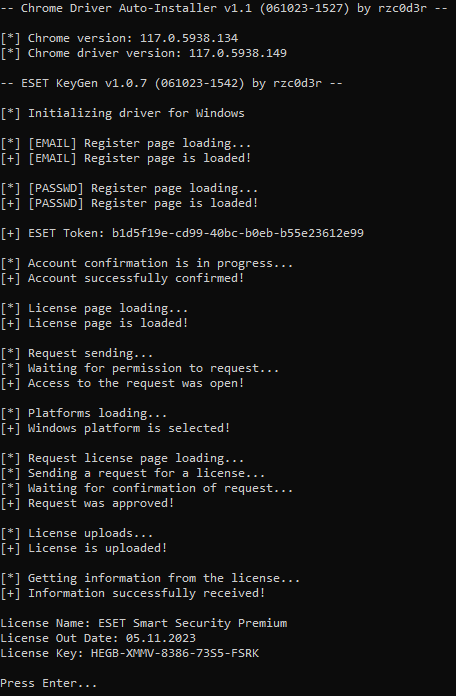 -- Chrome Driver Auto-Installer v1.1 (061023-1527) by rzc0d3r --
[*] Chrome version: 117.0.5938.134
[*] Chrome driver version: 117.0.5938.149
-- ESET KeyGen v1.0.7 (061023-1542) by rzc0d3r --
[*] Initializing driver for Windows
[*] [EMAIL] Register page loading...
[+] [EMAIL] Register page is loaded!
[*] [PASSWD] Register page loading...
[+] [PASSWD] Register page is loaded!
[+] ESET Token: b1d5f19e-cd99-40bc-b0eb-b55e23612e99
[*] Account confirmation is in progress...
[+] Account successfully confirmed!
[*] License page loading...
[+] License page is loaded!
[*] Request sending...
[*] Waiting for permission to request...
[+] Access to the request was open!
[*] Platforms loading...
[+] Windows platform is selected!
[*] Request license page loading...
[*] Sending a request for a license...
[*] Waiting for confirmation of request...
[+] Request was approved!
[*] License uploads...
[+] License is uploaded!
[*] Getting information from the license...
[+] Information successfully received!
License Name: ESET Smart Security Premium
License Out Date: 05.11.2023
License Key: HEGB-XMMV-8386-73S5-FSRK
Press Enter...